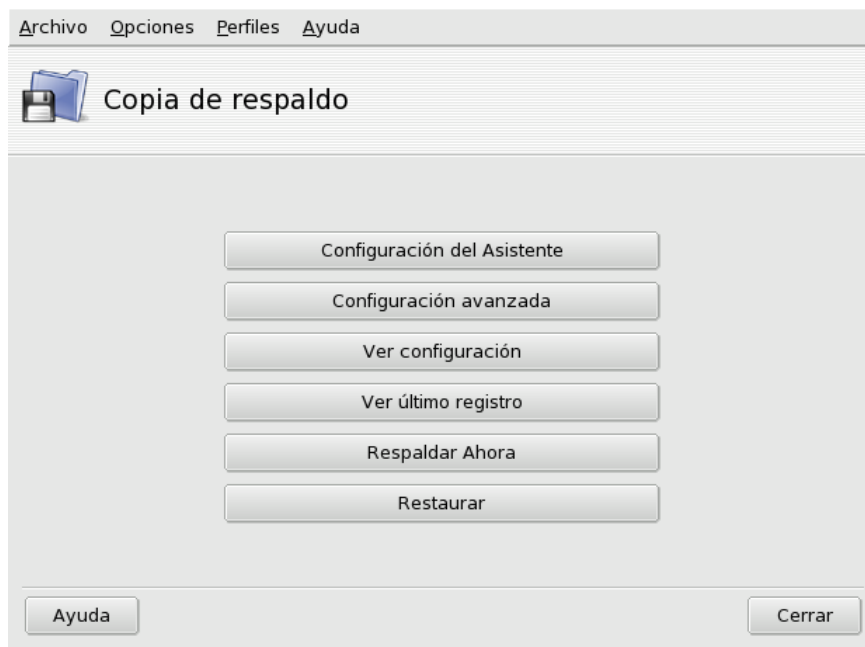 Archivo Opciones Perfiles Ayuda
Copia de respaldo
Configuración del Asistente
Configuración avanzada
Ver configuración
Ver último registro
Respaldar Ahora
Restaurar
Ayuda Cerrar